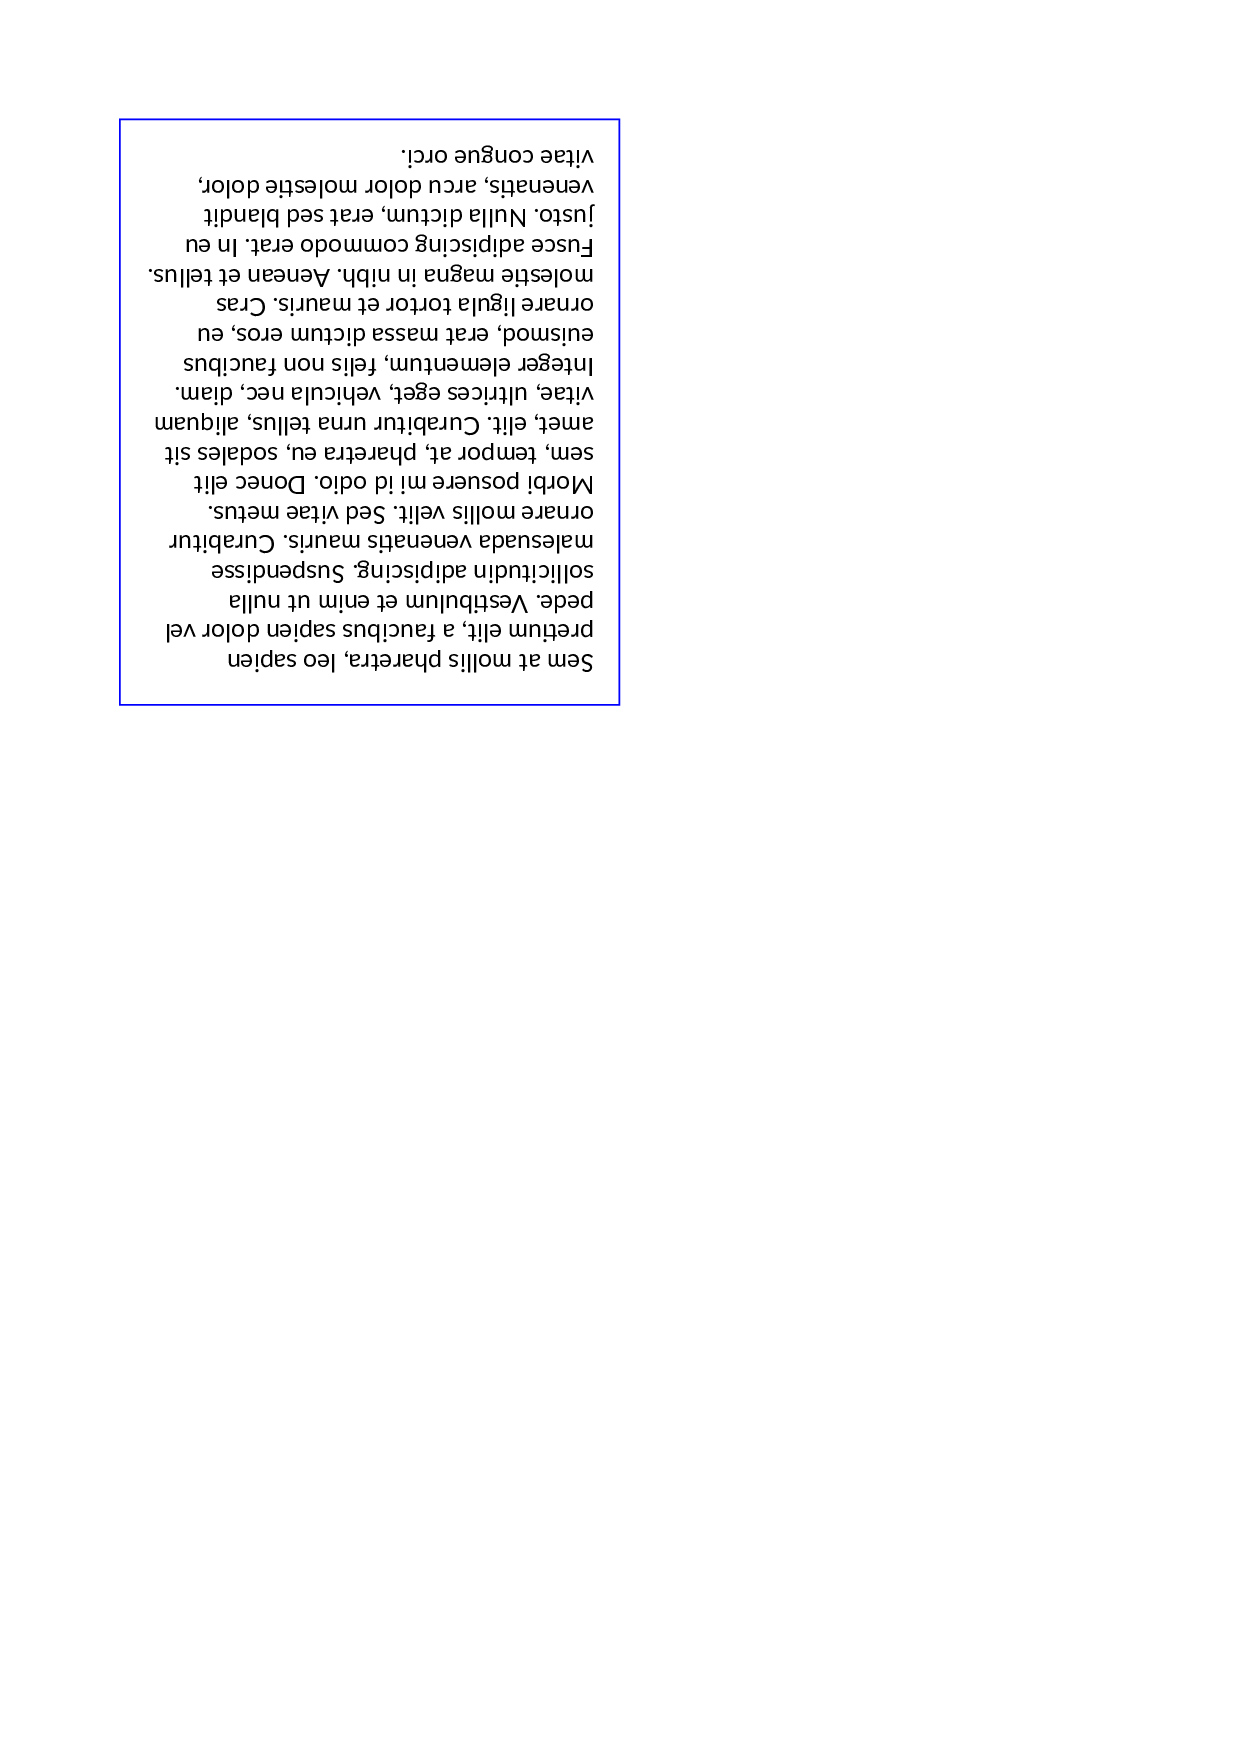 Sem at mollis pharetra, leo sapien
pretium elit, a faucibus sapien dolor vel
pede. Vestibulum et enim ut nulla
sollicitudin adipiscing. Suspendisse
malesuada venenatis mauris. Curabitur
ornare mollis velit. Sed vitae metus.
Morbi posuere mi id odio. Donec elit
sem, tempor at, pharetra eu, sodales sit
amet, elit. Curabitur urna tellus, aliquam
vitae, ultrices eget, vehicula nec, diam.
Integer elementum, felis non faucibus
euismod, erat massa dictum eros, eu
ornare ligula tortor et mauris. Cras
molestie magna in nibh. Aenean et tellus.
Fusce adipiscing commodo erat. In eu
justo. Nulla dictum, erat sed blandit
venenatis, arcu dolor molestie dolor,
vitae congue orci.